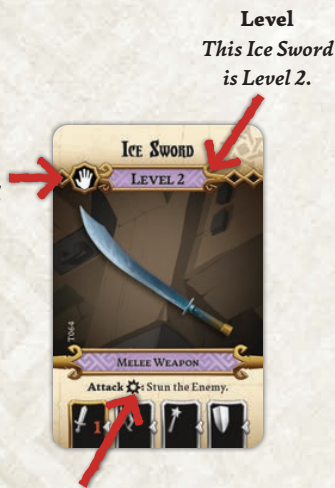 Level
This Ice Sword
is Level 2.
Ice Sword
Level 2
T064
Melee Weapon
Attack : Stun the Enemy.
1